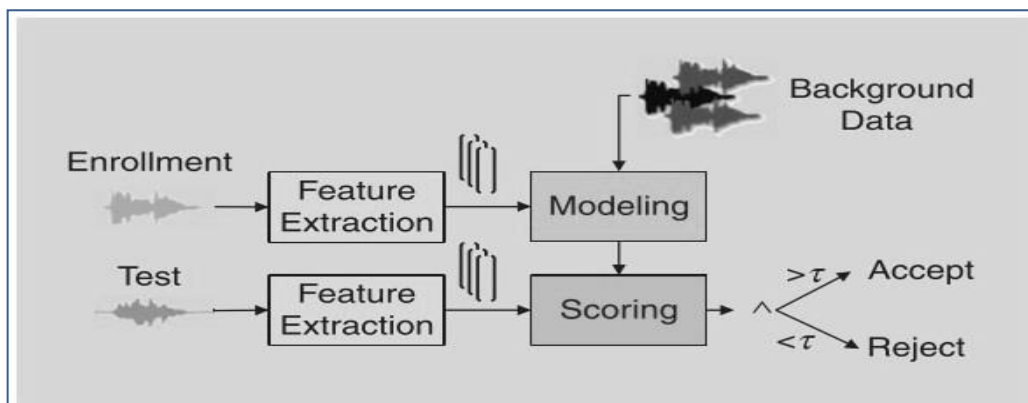 Background
Data
Enrollment
Feature
Extraction
Modeling
Test
Feature
Extraction
Scoring
Λ
>τ
Accept
<τ
Reject